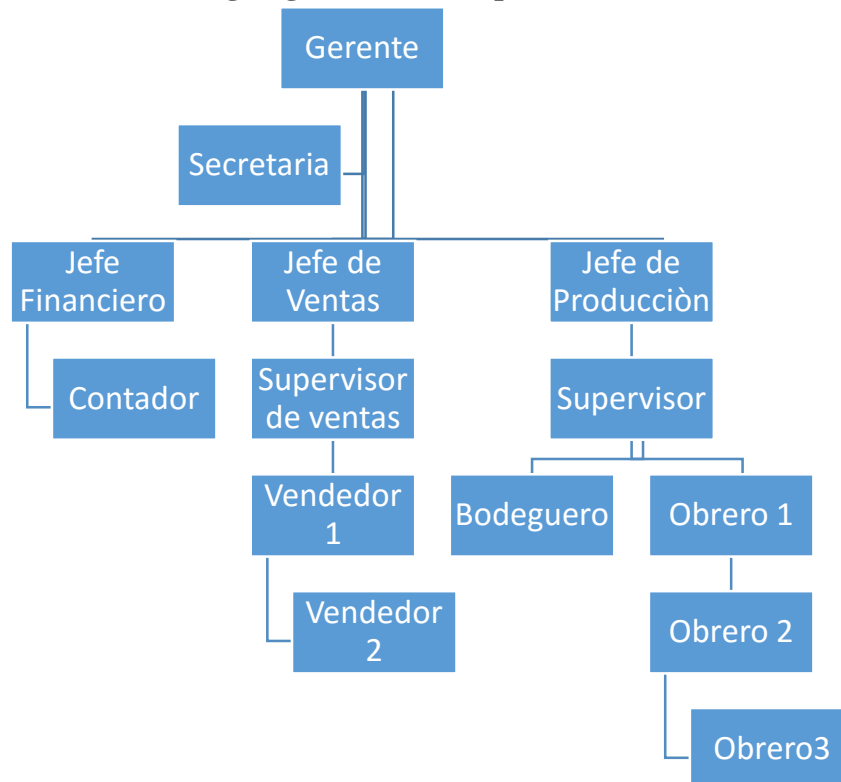 Gerente
Secretaria
Jefe
Financiero
Jefe de
Ventas
Jefe de
Producciòn
Contador
Supervisor
de ventas
Supervisor
Vendedor
1
Bodeguero
Obrero 1
Vendedor
2
Obrero 2
Obrero3